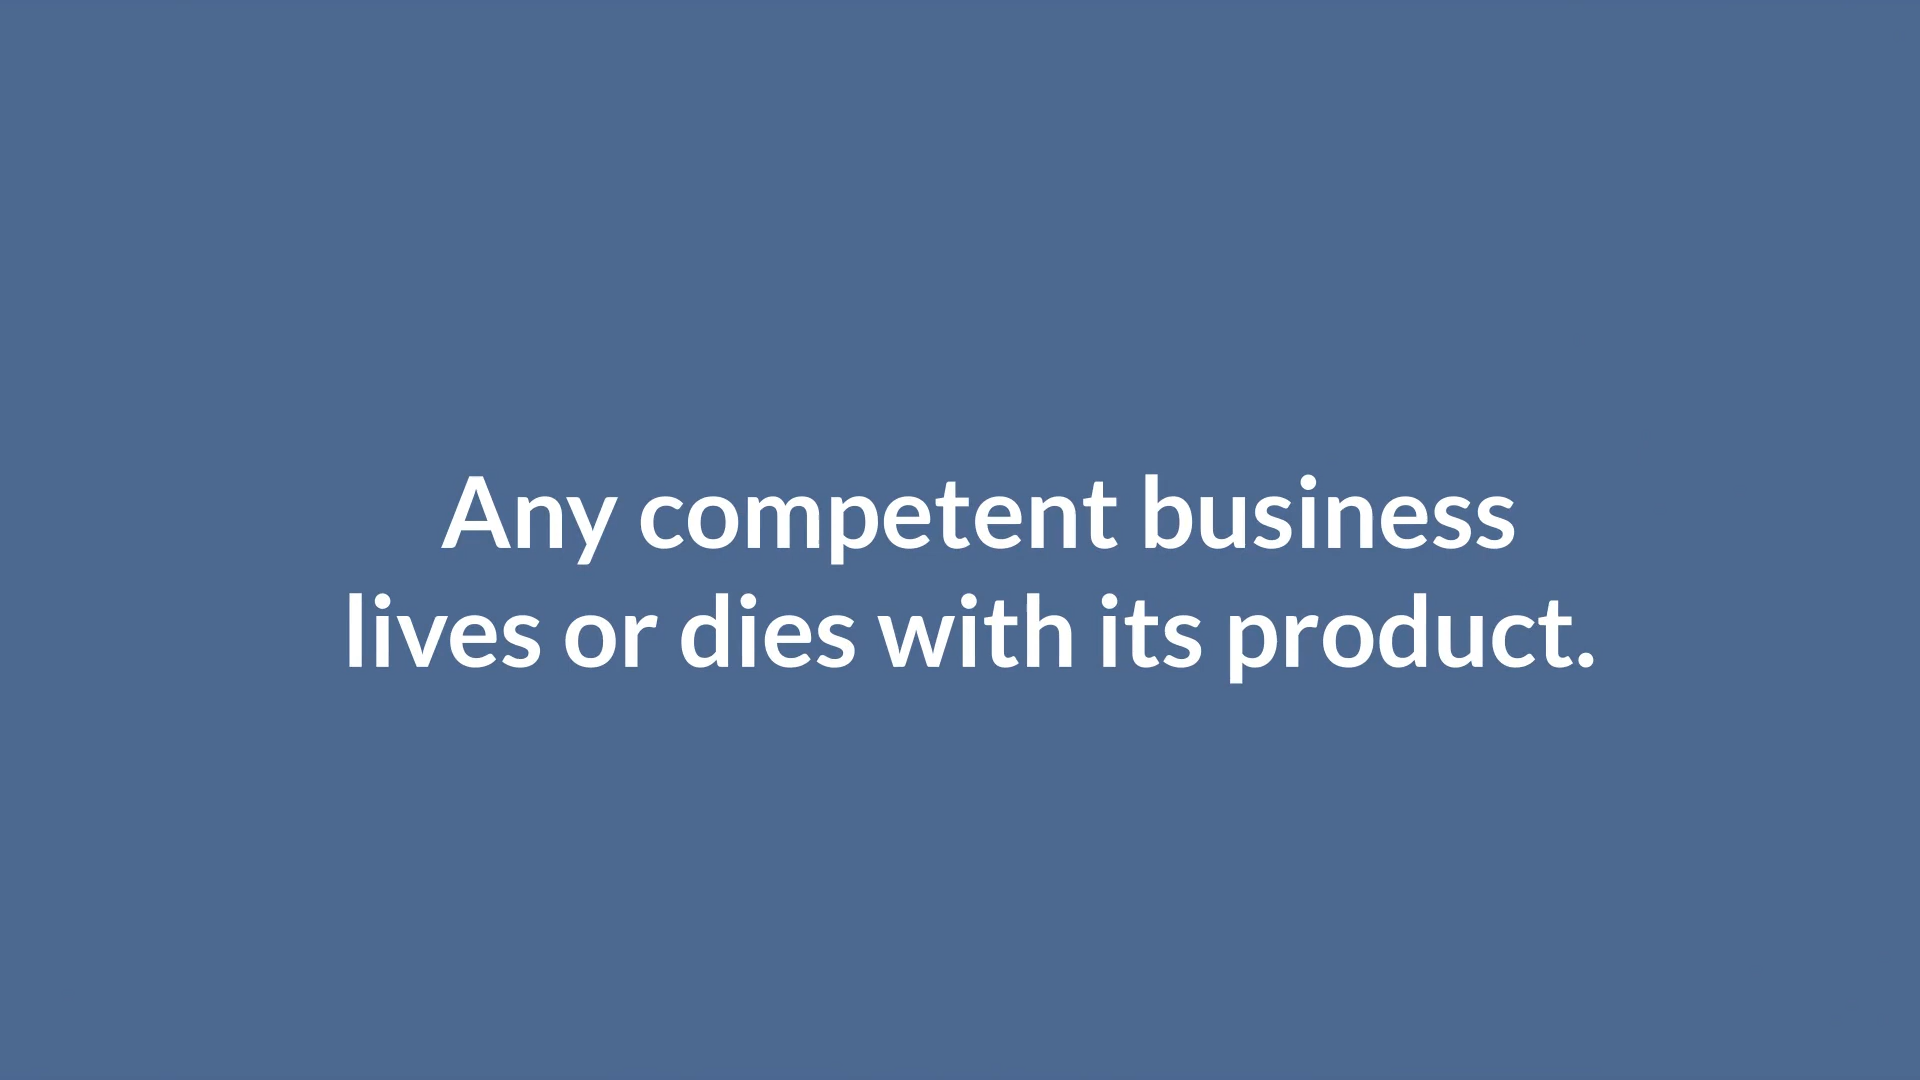 Any competent business
lives or dies with its product.